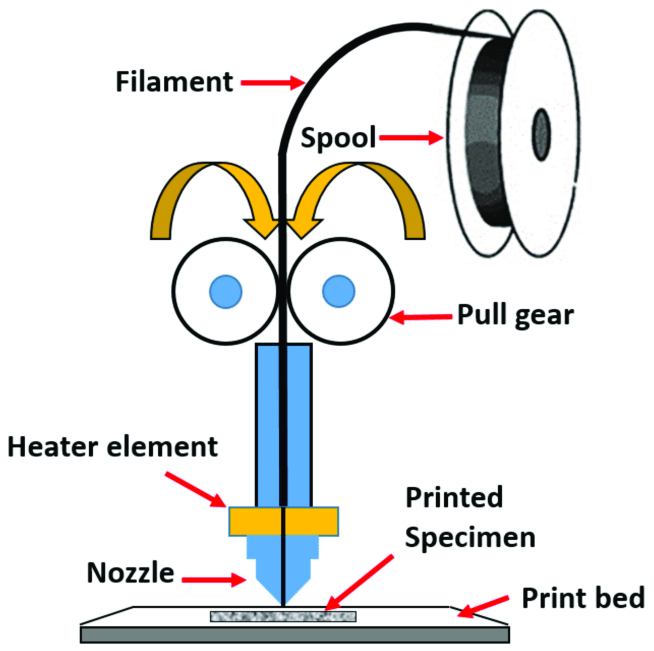 Filament
Spool
Pull gear
Heater element
Printed
Specimen
Nozzle
Print bed